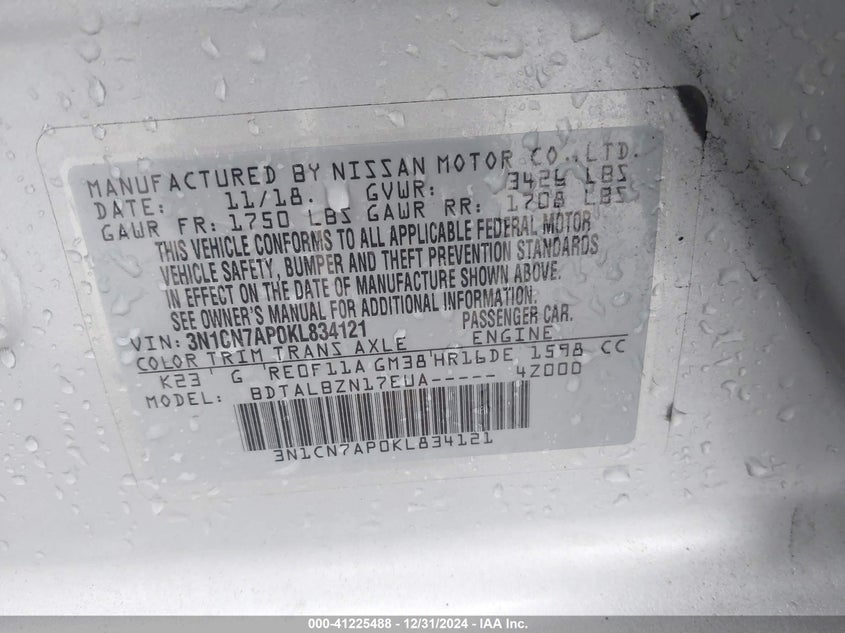 MANUFACTURED BY NISSAN MOTOR CO.,LTD.
DATE: 11/18. GVWR: 3426 LBS
GAWR FR: 1750 LBS GAWR RR: 1708 LBS
THIS VEHICLE CONFORMS TO ALL APPLICABLE FEDERAL MOTOR
VEHICLE SAFETY, BUMPER AND THEFT PREVENTION STANDARDS
IN EFFECT ON THE DATE OF MANUFACTURE SHOWN ABOVE.
SEE OWNER'S MANUAL FOR ADDITIONAL INFORMATION.
VIN: 3N1CN7AP0KL834121 PASSENGER CAR.
COLOR TRIM TRANS AXLE ENGINE
K23 G RE0F11A GM38 HR16DE 1598 CC
MODEL: BDTALBZN17EUA----- 4Z000
3N1CN7AP0KL834121
000-41225488 - 12/31/2024 - IAA Inc.